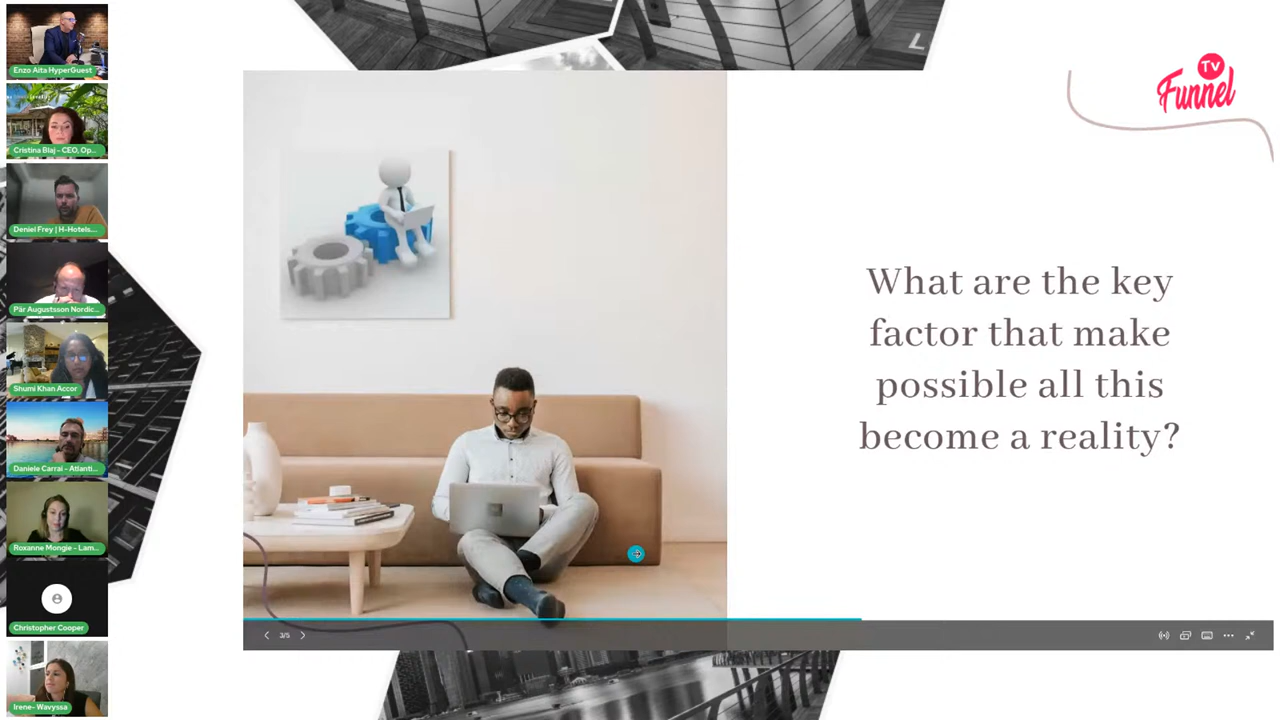 Enzo Aita HyperGuest
Cristina Blaj - CEO, Op...
Deniel Frey | H-Hotels...
Pär Augustsson Nordic...
Shumi Khan Accor
Daniele Carrai - Atlanti...
Roxanne Mongie - Lam...
Christopher Cooper
Irene- Wavyssa
L
TV
Funnel
What are the key
factor that make
possible all this
become a reality?
3/5